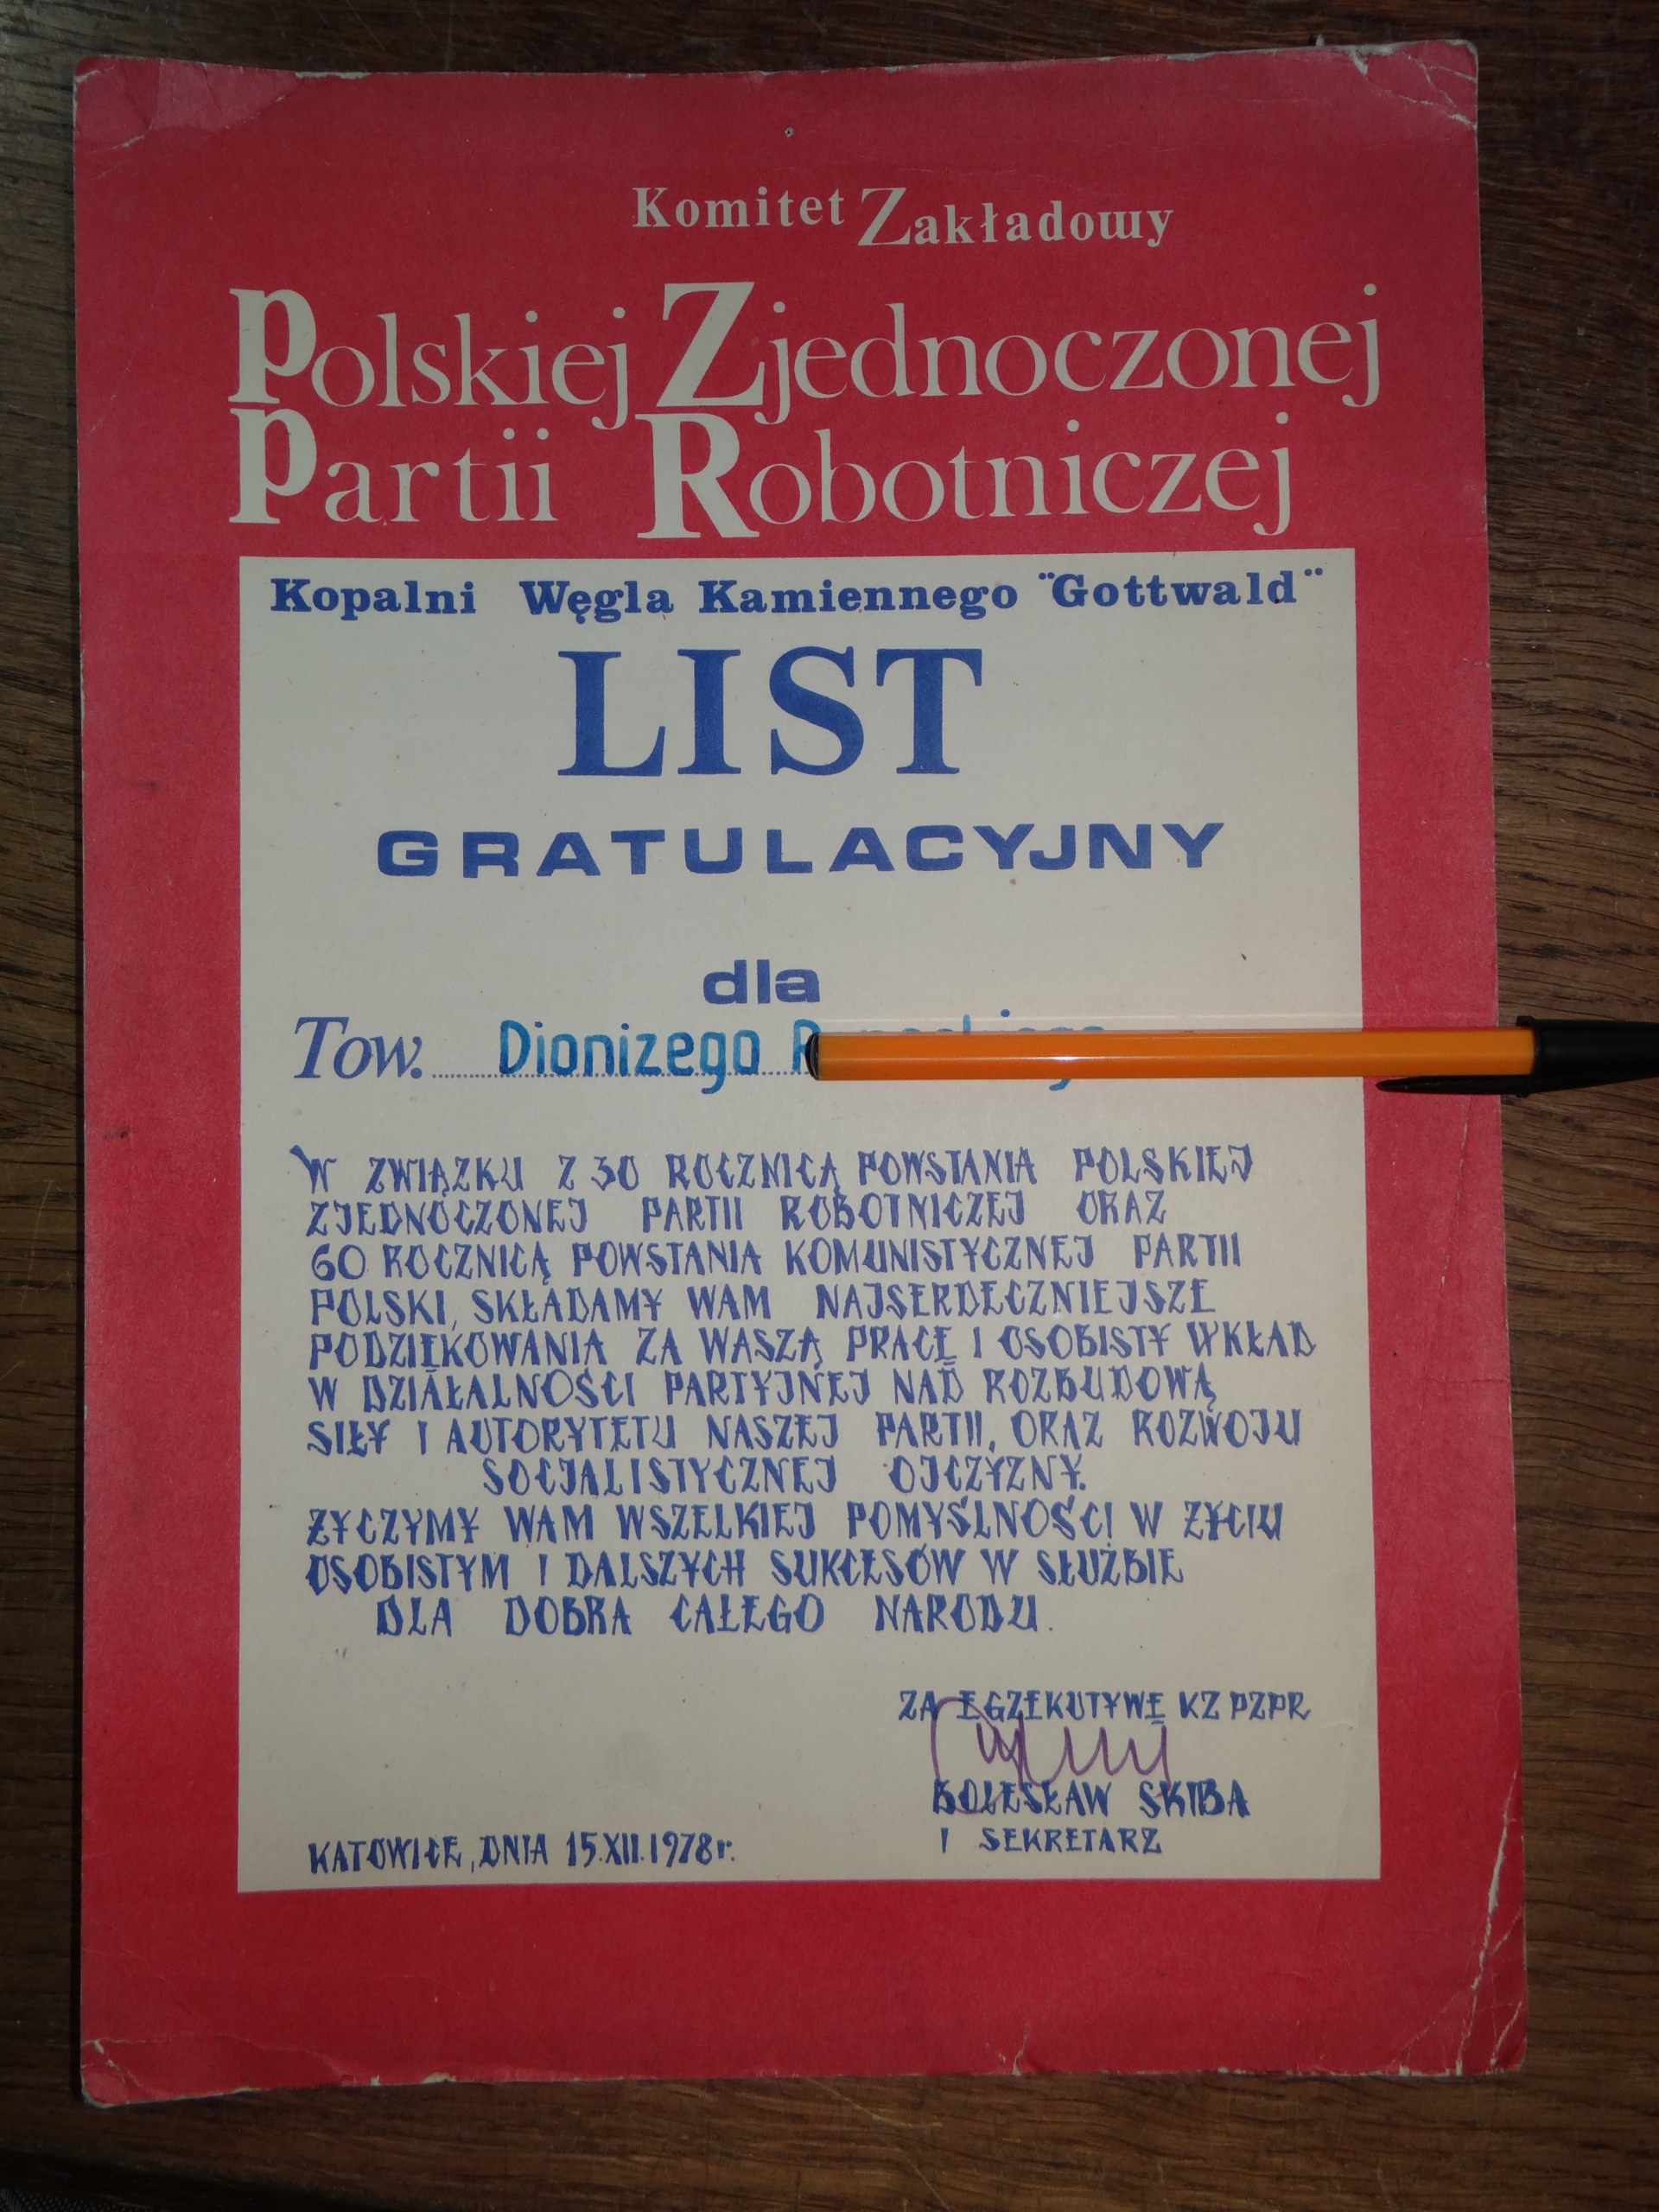 Komitet Zakładowy
Polskiej Zjednoczonej
Partii Robotniczej
Kopalni Węgla Kamiennego "Gottwald"
LIST
GRATULACYJNY
dla
Tow. Dionizego
W ZWIĄZKU Z 30 ROCZNICĄ POWSTANIA POLSKIEJ
ZJEDNOCZONEJ PARTII ROBOTNICZEJ ORAZ
60 ROCZNICĄ POWSTANIA KOMUNISTYCZNEJ PARTII
POLSKI, SKŁADAMY WAM NAJSERDECZNIEJSZE
PODZIĘKOWANIA ZA WASZĄ PRACĘ I OSOBISTY WKŁAD
W DZIAŁALNOŚCI PARTYJNEJ NAD ROZBUDOWĄ
SIŁY I AUTORYTETU NASZEJ PARTII, ORAZ ROZWOJU
SOCJALISTYCZNEJ OJCZYZNY.
ŻYCZYMY WAM WSZELKIEJ POMYŚLNOŚCI W ŻYCIU
OSOBISTYM I DALSZYCH SUKCESÓW W SŁUŻBIE
DLA DOBRA CAŁEGO NARODU.
ZA EGZEKUTYWĘ KZ PZPR
BOLESŁAW SKIBA
I SEKRETARZ
KATOWICE, DNIA 15.XII.1978r.